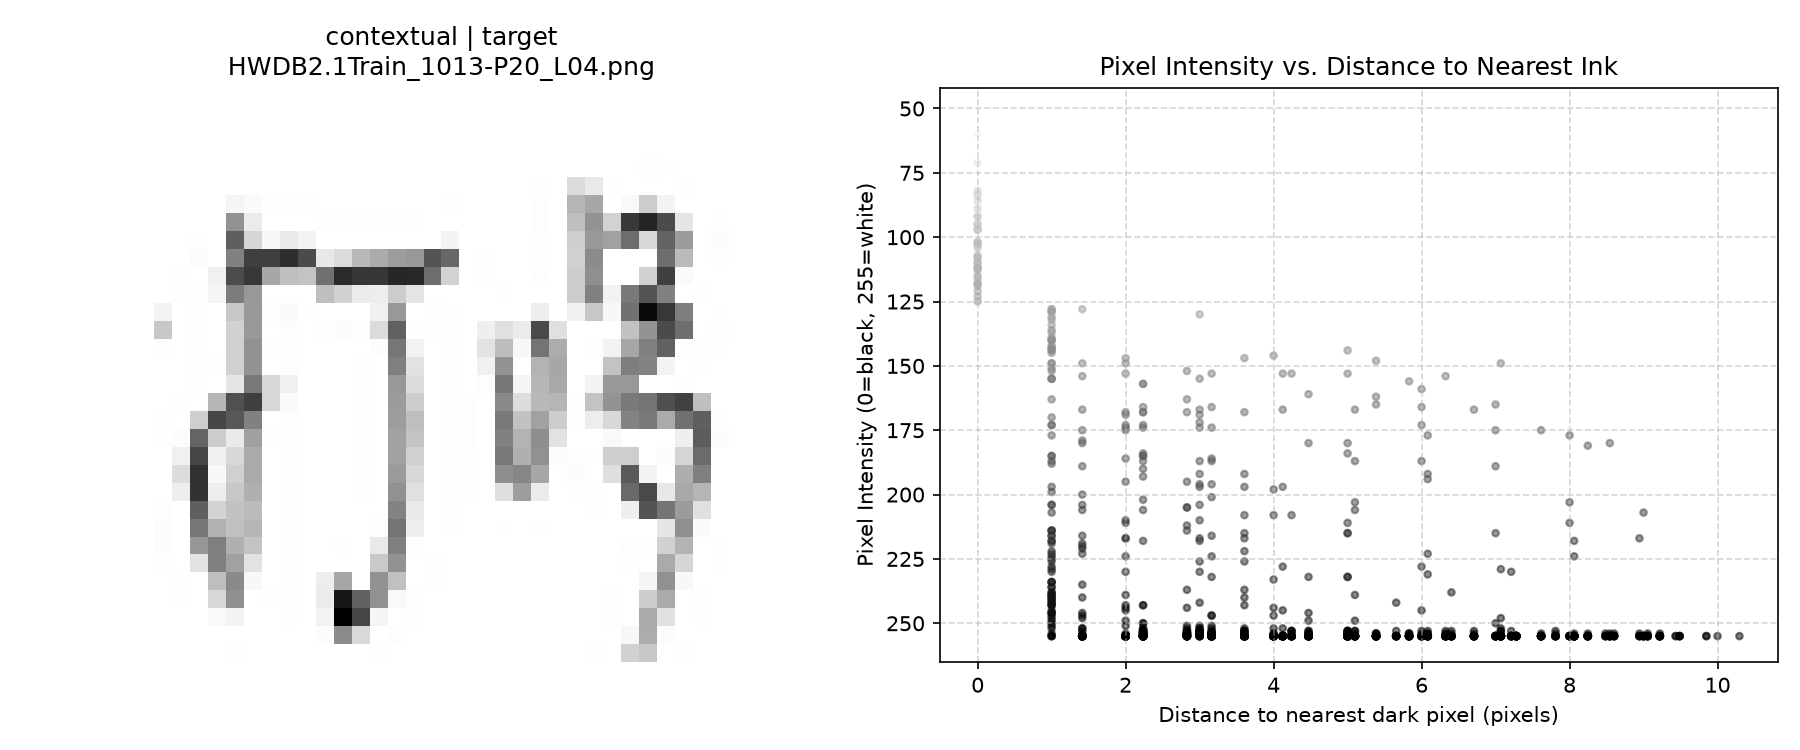 contextual | target
HWDB2.1Train_1013-P20_L04.png
打
Pixel Intensity vs. Distance to Nearest Ink
Pixel Intensity (0=black, 255=white)
50
75
100
125
150
175
200
225
250
0 2 4 6 8 10
Distance to nearest dark pixel (pixels)